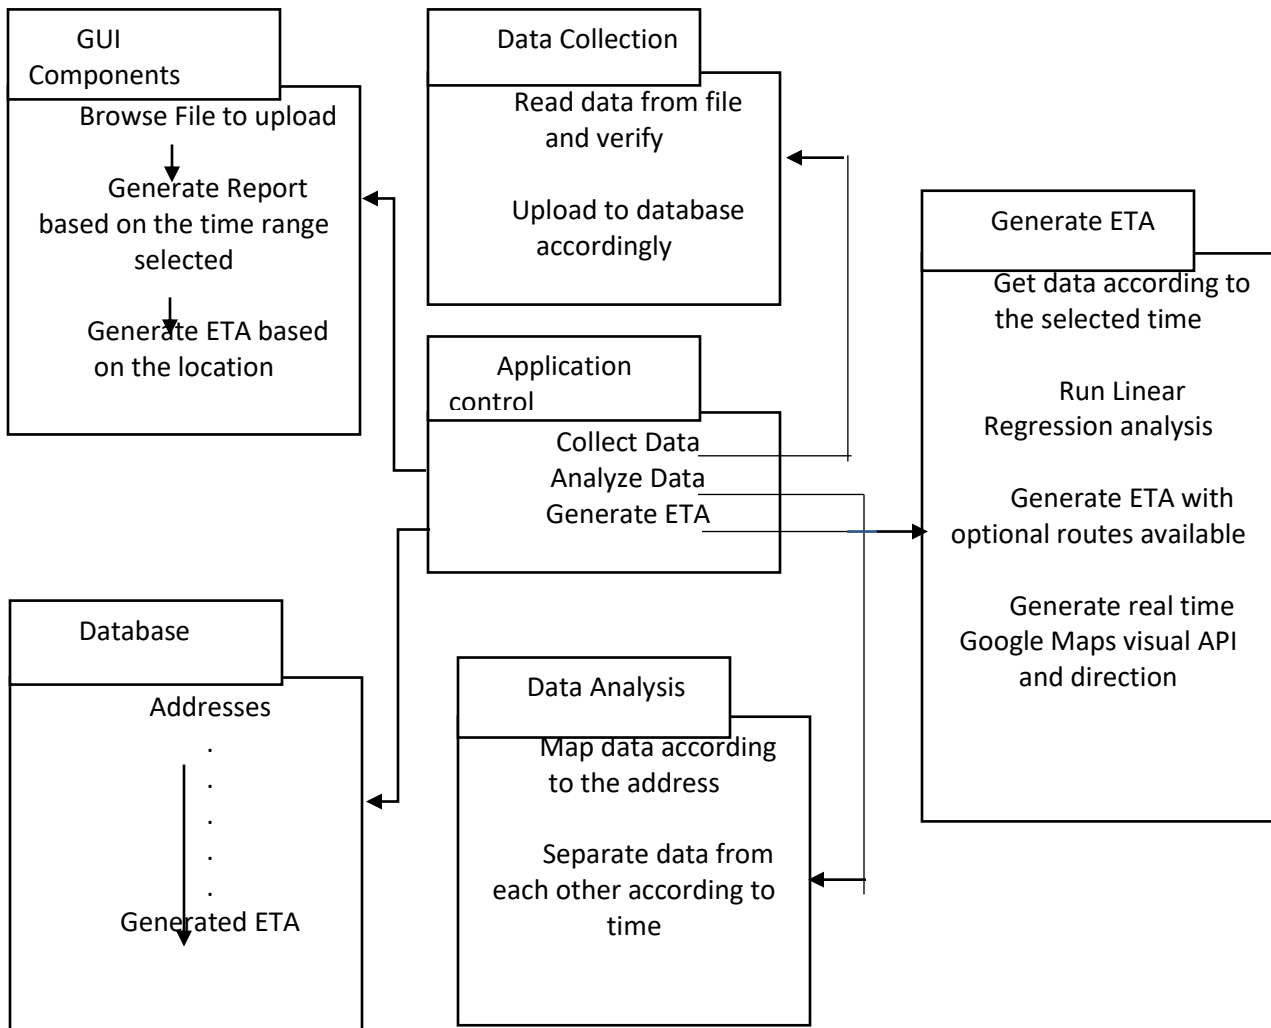 GUI
Components
Browse File to upload
Generate Report
based on the time range
selected
Generate ETA based
on the location
Data Collection
Read data from file
and verify
Upload to database
accordingly
Application
control
Collect Data
Analyze Data
Generate ETA
Generate ETA
Get data according to
the selected time
Run Linear
Regression analysis
Generate ETA with
optional routes available
Generate real time
Google Maps visual API
and direction
Database
Addresses
.
.
.
.
.
Generated ETA
Data Analysis
Map data according
to the address
Separate data from
each other according to
time